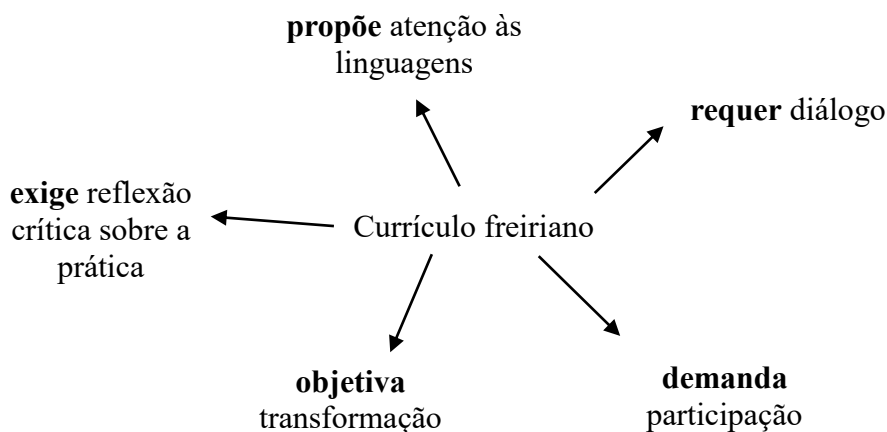 propõe atenção às
linguagens
requer diálogo
exige reflexão
crítica sobre a
prática
Currículo freiriano
objetiva
transformação
demanda
participação